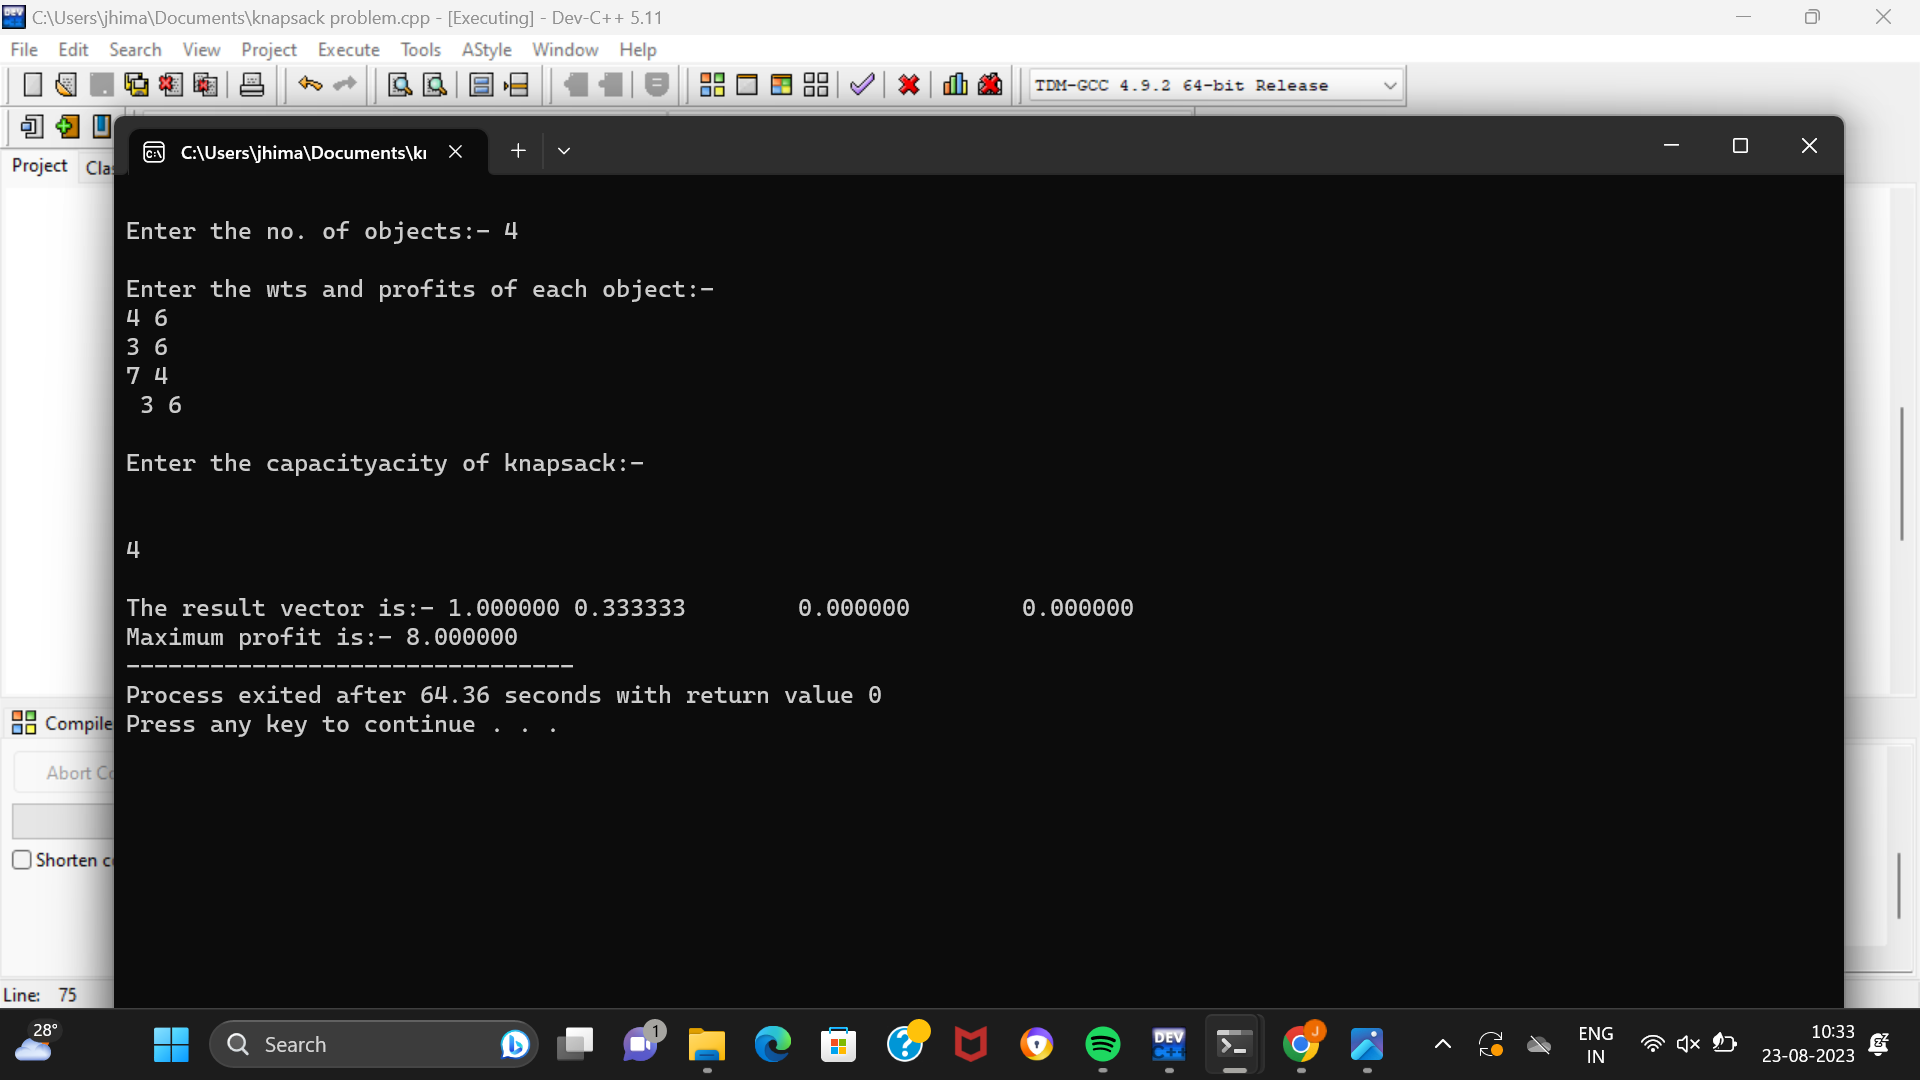 C:\Users\jhima\Documents\knapsack problem.cpp - [Executing] - Dev-C++ 5.11
File Edit Search View Project Execute Tools AStyle Window Help
TDM-GCC 4.9.2 64-bit Release
C:\Users\jhima\Documents\kı
Project Clas
Enter the no. of objects:- 4
Enter the wts and profits of each object:-
4 6
3 6
7 4
3 6
Enter the capacityacity of knapsack:-
4
The result vector is:- 1.000000 0.333333 0.000000 0.000000
Maximum profit is:- 8.000000
--------------------------------
Process exited after 64.36 seconds with return value 0
Press any key to continue . . .
Compile
Abort Co
Shorten co
Line: 75
28°
Search
1
DEV
C++
J
ENG
IN
10:33
23-08-2023